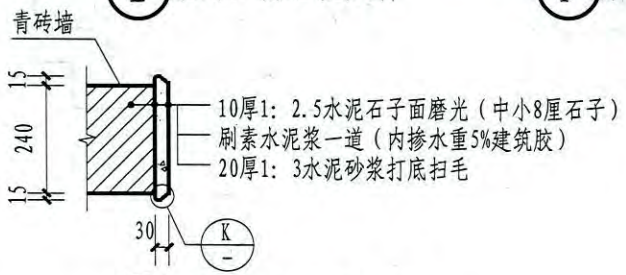 青砖墙
15
240
15
10厚1: 2.5水泥石子面磨光（中小8厘石子）
刷素水泥浆一道（内掺水重5%建筑胶）
20厚1: 3水泥砂浆打底扫毛
30
K
-